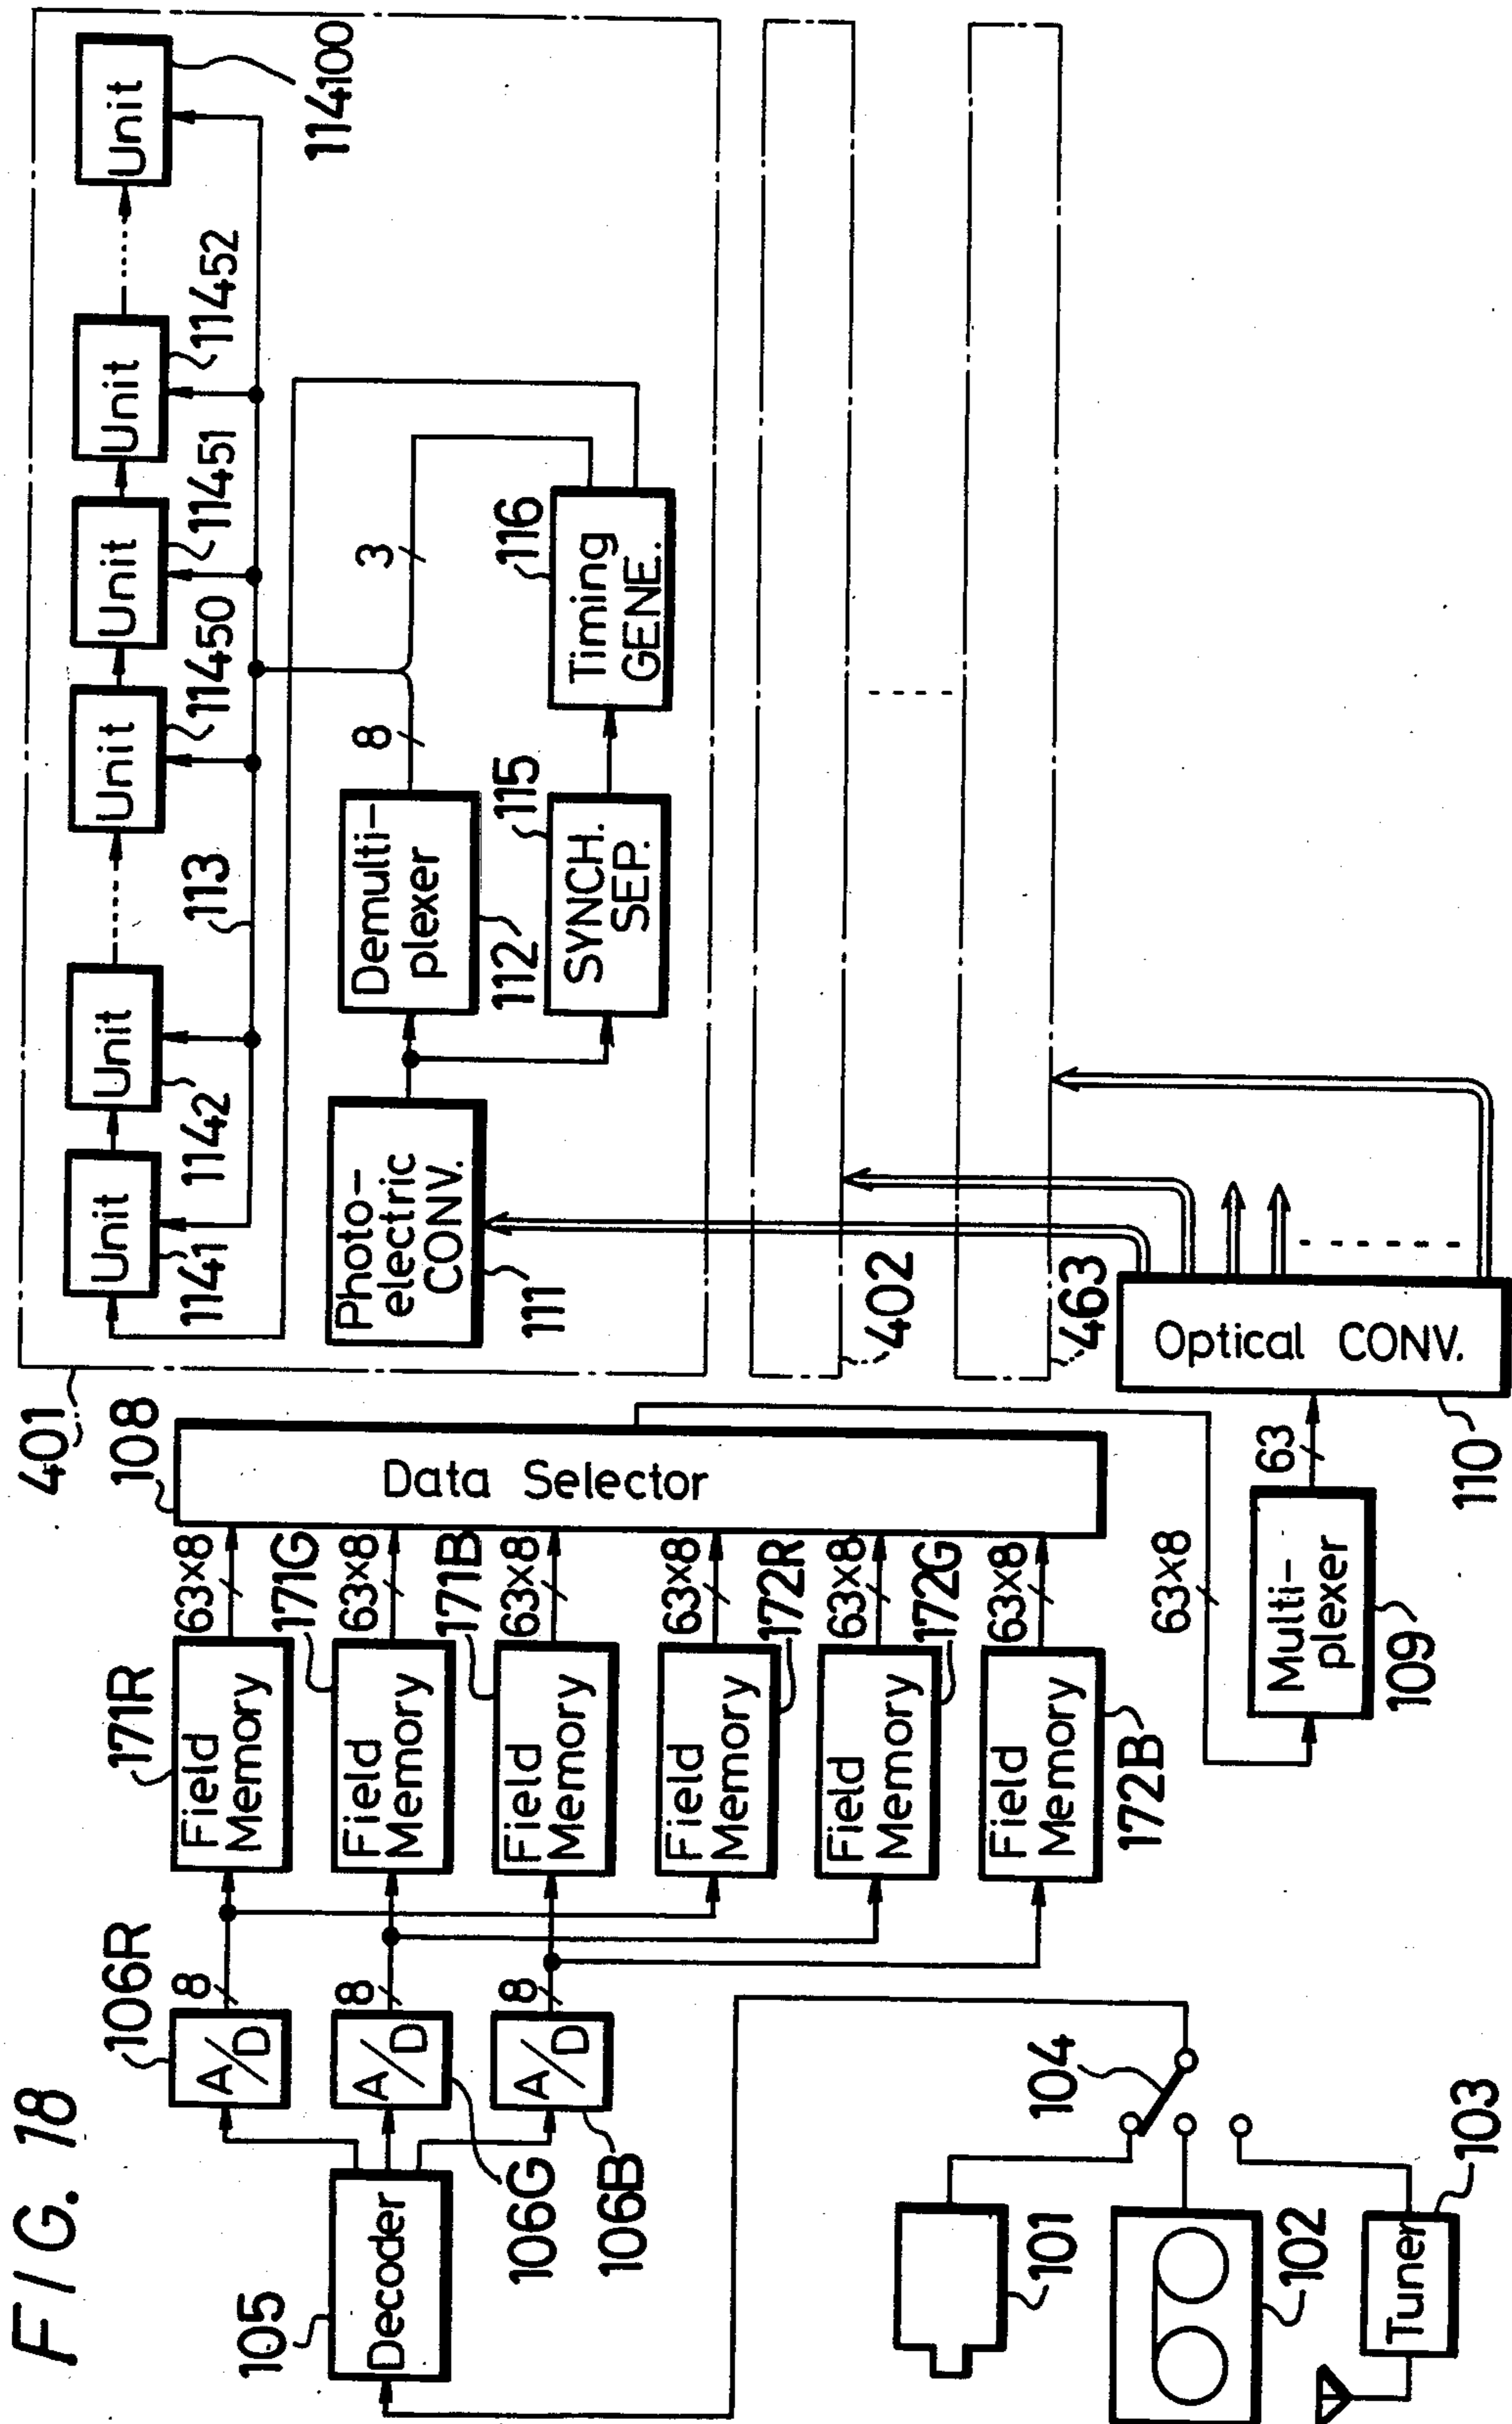 FIG. 18
105
Decoder
106R
A/D
8
106G
A/D
8
106B
A/D
8
171R
Field
Memory
63×8
171G
Field
Memory
63×8
171B
Field
Memory
63×8
172R
Field
Memory
63×8
172G
Field
Memory
63×8
172B
Field
Memory
63×8
108
Data Selector
101
102
103
Tuner
104
63×8
Multi-
plexer
109
63
Optical CONV.
110
401
Unit
1141
Unit
1142
113
Unit
11450
Unit
11451
Unit
11452
Unit
114100
Photo-
electric
CONV.
111
Demulti-
plexer
112
8
3
SYNCH.
SEP.
115
Timing
GENE.
116
402
463